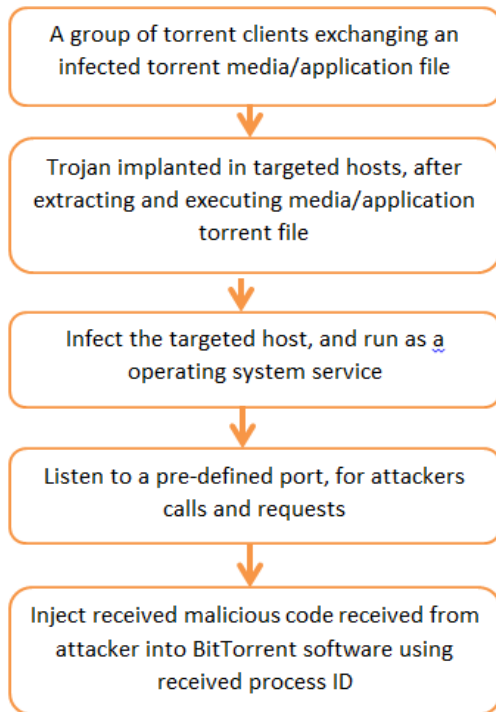 A group of torrent clients exchanging an
infected torrent media/application file
Trojan implanted in targeted hosts, after
extracting and executing media/application
torrent file
Infect the targeted host, and run as a
operating system service
Listen to a pre-defined port, for attackers
calls and requests
Inject received malicious code received from
attacker into BitTorrent software using
received process ID